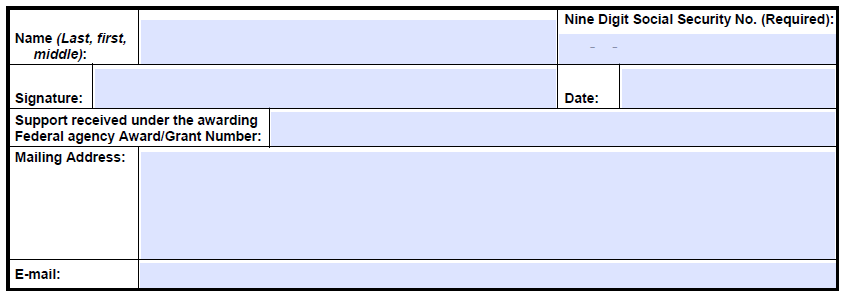 Name (Last, first, middle):
Nine Digit Social Security No. (Required):
- -
Signature:
Date:
Support received under the awarding
Federal agency Award/Grant Number:
Mailing Address:
E-mail: